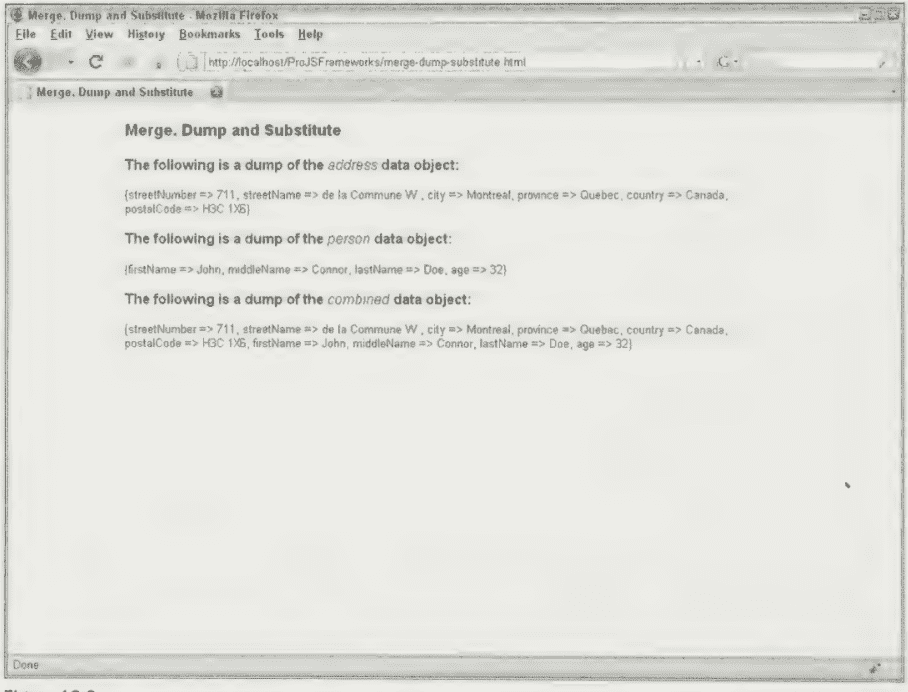 Merge. Dump and Substitute - Mozilla Firefox
File Edit View History Bookmarks Tools Help
http://localhost/ProJSFrameworks/merge-dump-substitute.html
G
Merge. Dump and Substitute
Merge. Dump and Substitute
The following is a dump of the address data object:
{streetNumber => 711, streetName => de la Commune W , city => Montreal, province => Quebec, country => Canada,
postalCode => H3C 1X6}
The following is a dump of the person data object:
{firstName => John, middleName => Connor, lastName => Doe, age => 32}
The following is a dump of the combined data object:
{streetNumber => 711, streetName => de la Commune W , city => Montreal, province => Quebec, country => Canada,
postalCode => H3C 1X6, firstName => John, middleName => Connor, lastName => Doe, age => 32}
Done